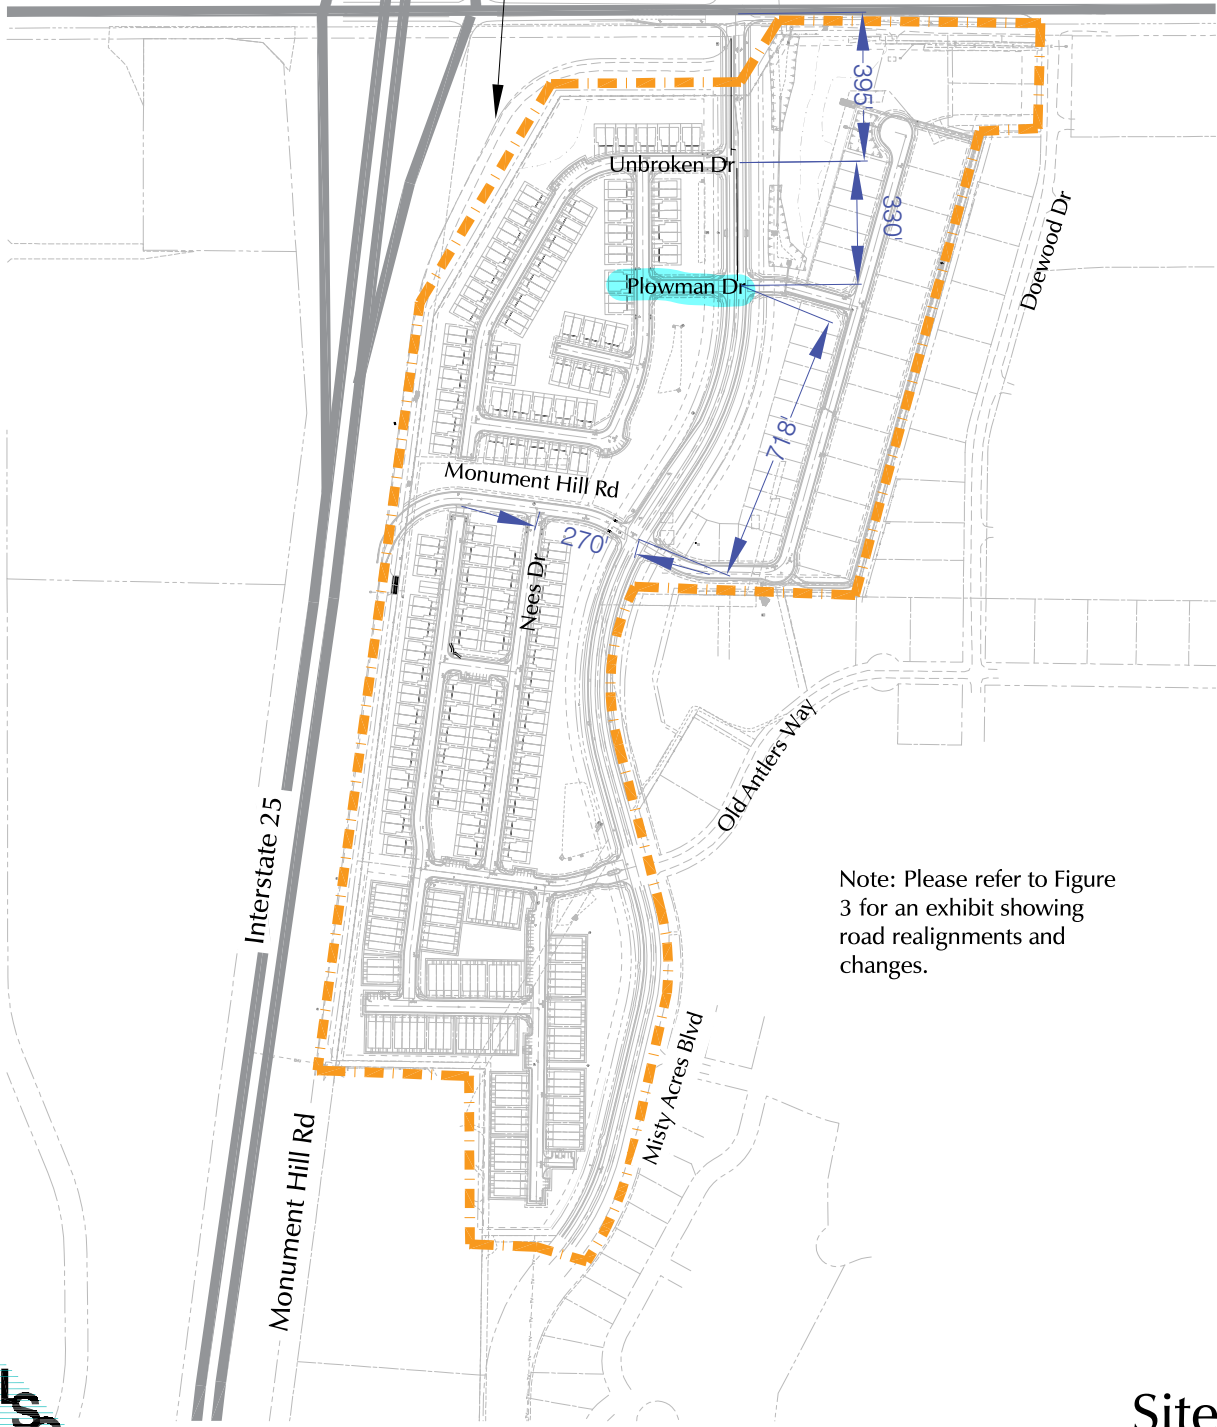 395'
Unbroken Dr
330'
Doewood Dr
Plowman Dr
718'
Monument Hill Rd
270'
Nees Dr
Old Antlers Way
Interstate 25
Note: Please refer to Figure
3 for an exhibit showing
road realignments and
changes.
Misty Acres Blvd
Monument Hill Rd
LSC
Site